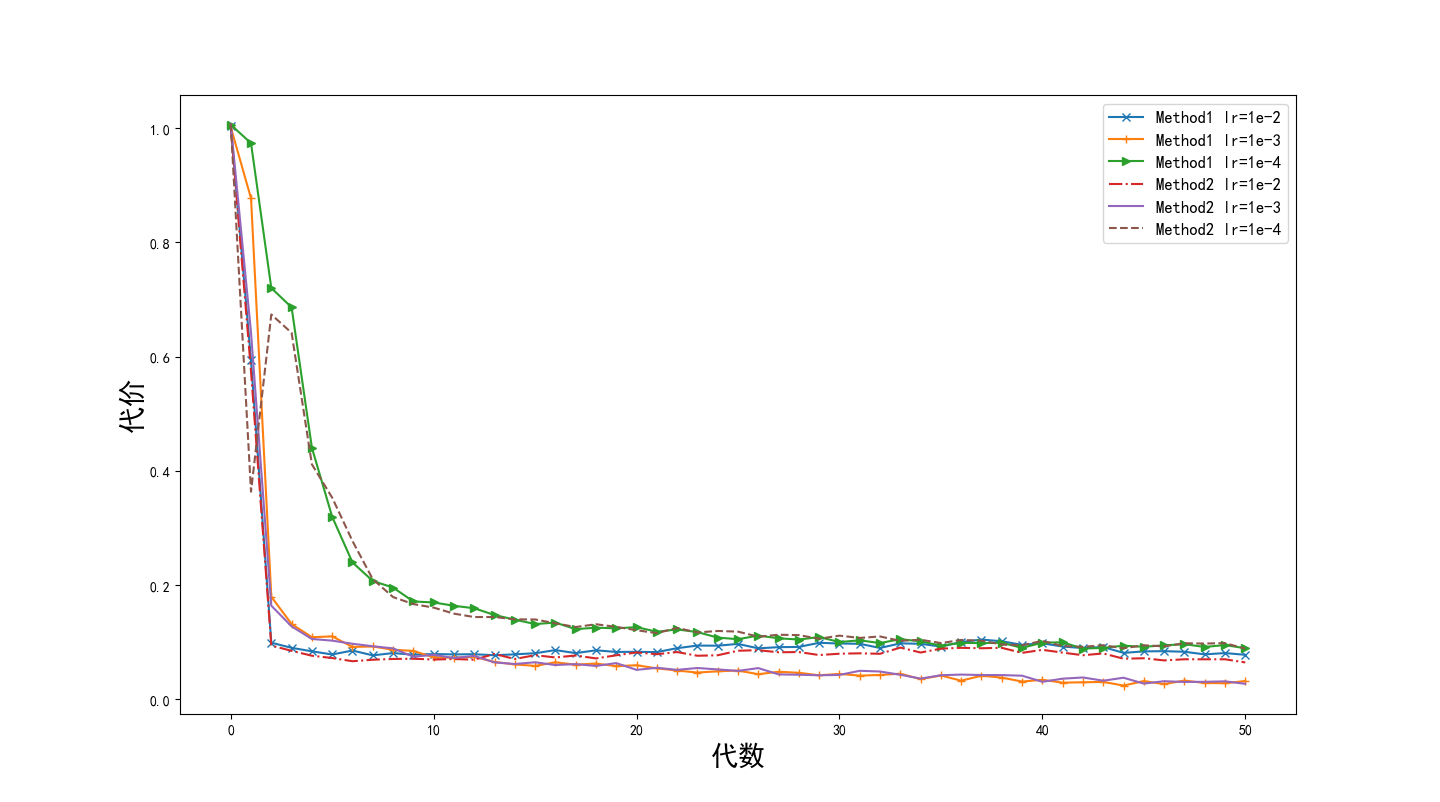 Method1 lr=1e-2
Method1 lr=1e-3
Method1 lr=1e-4
Method2 lr=1e-2
Method2 lr=1e-3
Method2 lr=1e-4
1.0
0.8
0.6
0.4
0.2
0.0
代价
0 10 20 30 40 50
代数